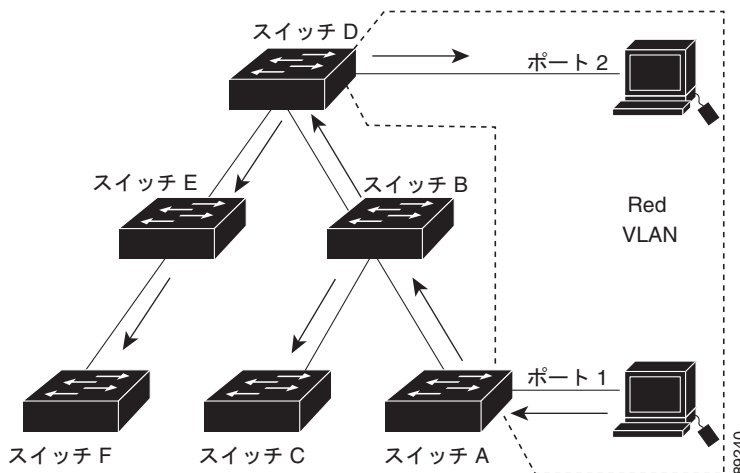 スイッチ D
ポート 2
スイッチ E
スイッチ B
Red
VLAN
ポート 1
スイッチ F
スイッチ C
スイッチ A
89240